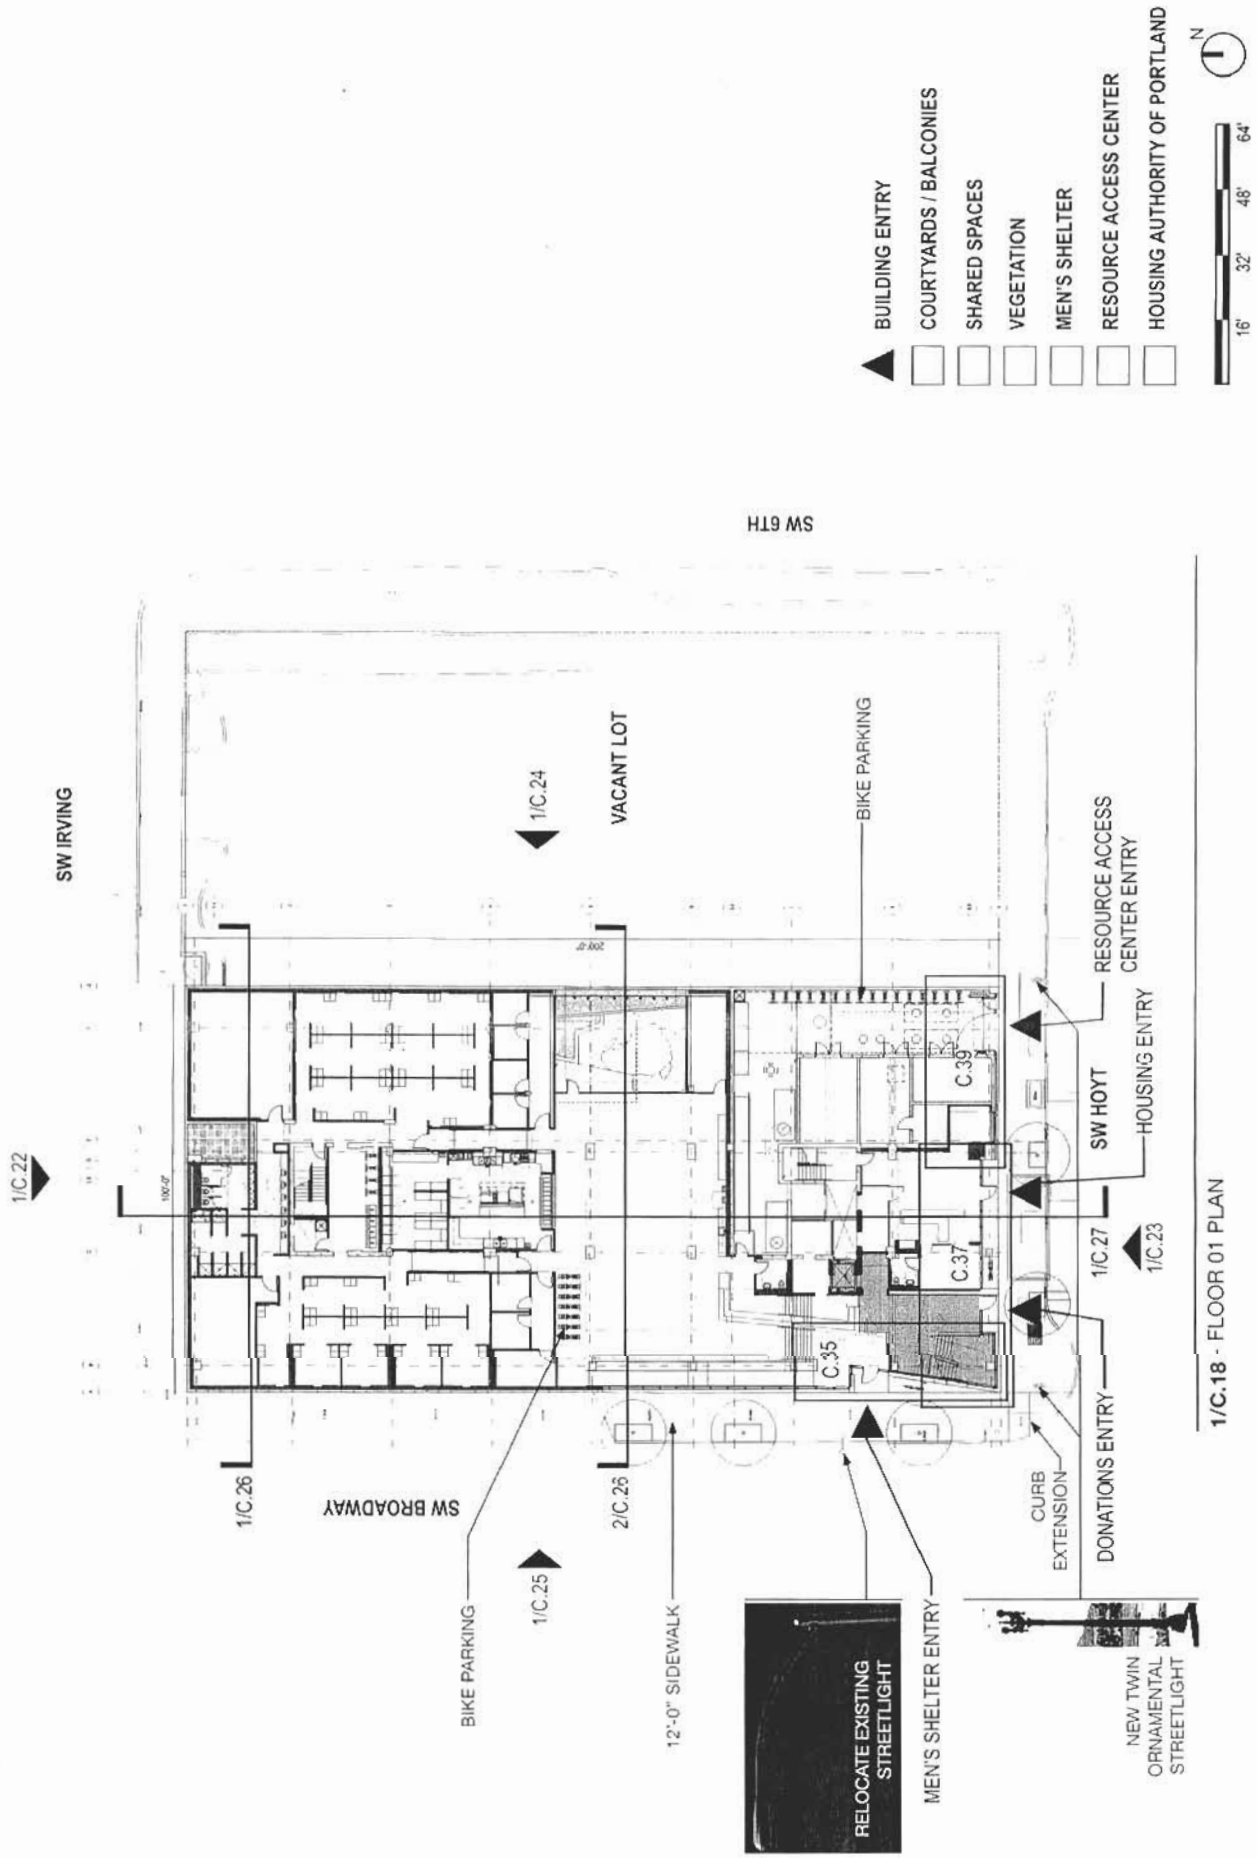 SW IRVING
1/C.22
100'-0"
1/C.26
SW BROADWAY
BIKE PARKING
1/C.25
12'-0" SIDEWALK
2/C.26
1/C.24
VACANT LOT
200'-0"
SW 6TH
BIKE PARKING
RELOCATE EXISTING
STREETLIGHT
MEN'S SHELTER ENTRY
C.35
C.37
C.39
NEW TWIN
ORNAMENTAL
STREETLIGHT
CURB
EXTENSION
DONATIONS ENTRY
1/C.27
1/C.23
SW HOYT
HOUSING ENTRY
RESOURCE ACCESS
CENTER ENTRY
1/C.18 - FLOOR 01 PLAN
BUILDING ENTRY
COURTYARDS / BALCONIES
SHARED SPACES
VEGETATION
MEN'S SHELTER
RESOURCE ACCESS CENTER
HOUSING AUTHORITY OF PORTLAND
16' 32' 48' 64'
N